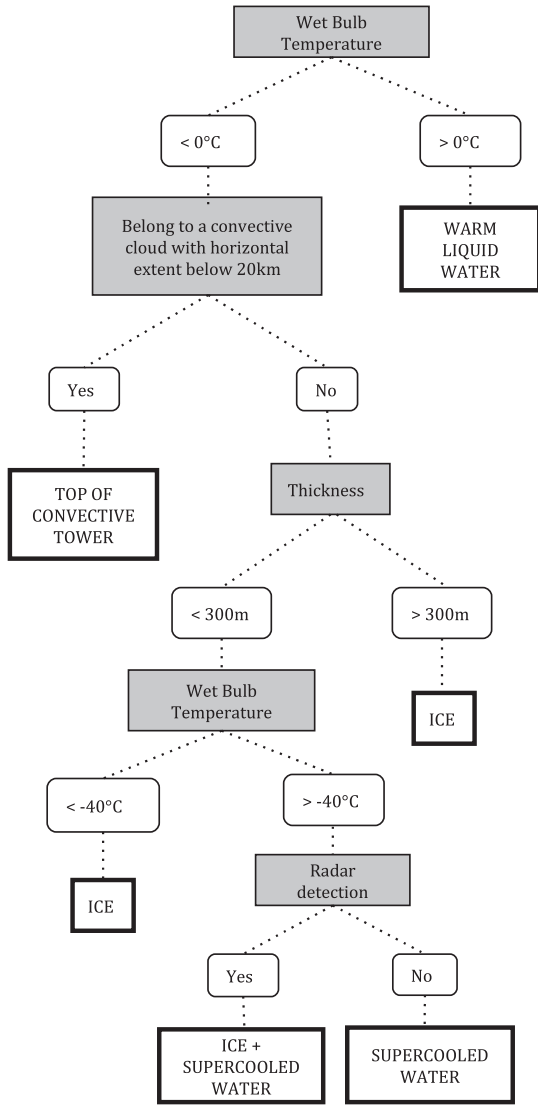 Wet Bulb
Temperature
< 0°C
> 0°C
Belong to a convective
cloud with horizontal
extent below 20km
WARM
LIQUID
WATER
Yes
No
TOP OF
CONVECTIVE
TOWER
Thickness
< 300m
> 300m
Wet Bulb
Temperature
ICE
< -40°C
> -40°C
ICE
Radar
detection
Yes
No
ICE +
SUPERCOOLED
WATER
SUPERCOOLED
WATER